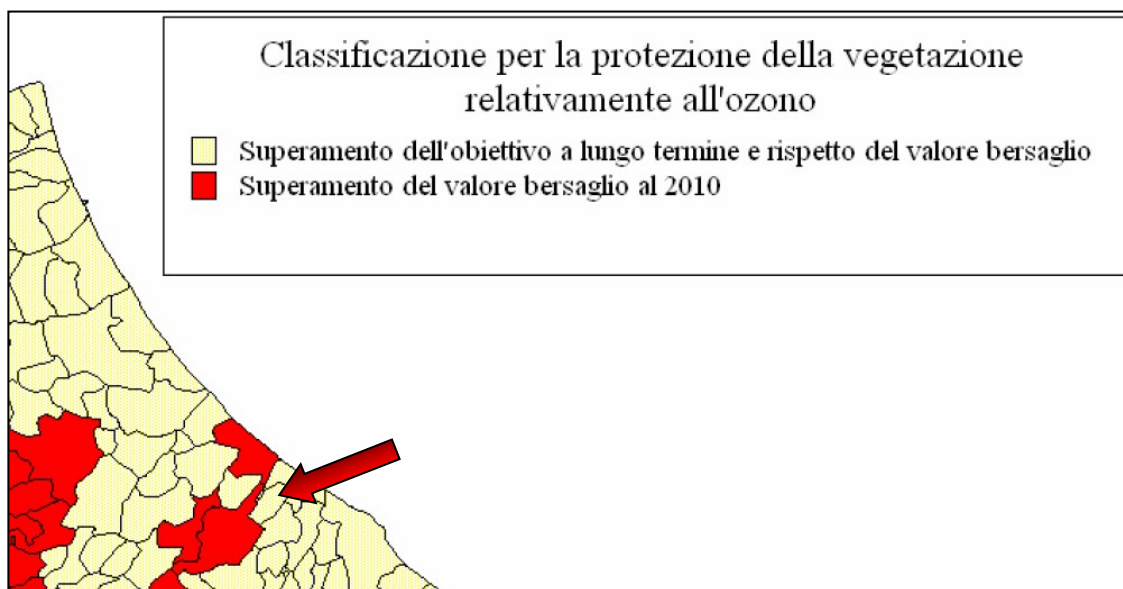 Classificazione per la protezione della vegetazione
relativamente all'ozono
Superamento dell'obiettivo a lungo termine e rispetto del valore bersaglio
Superamento del valore bersaglio al 2010